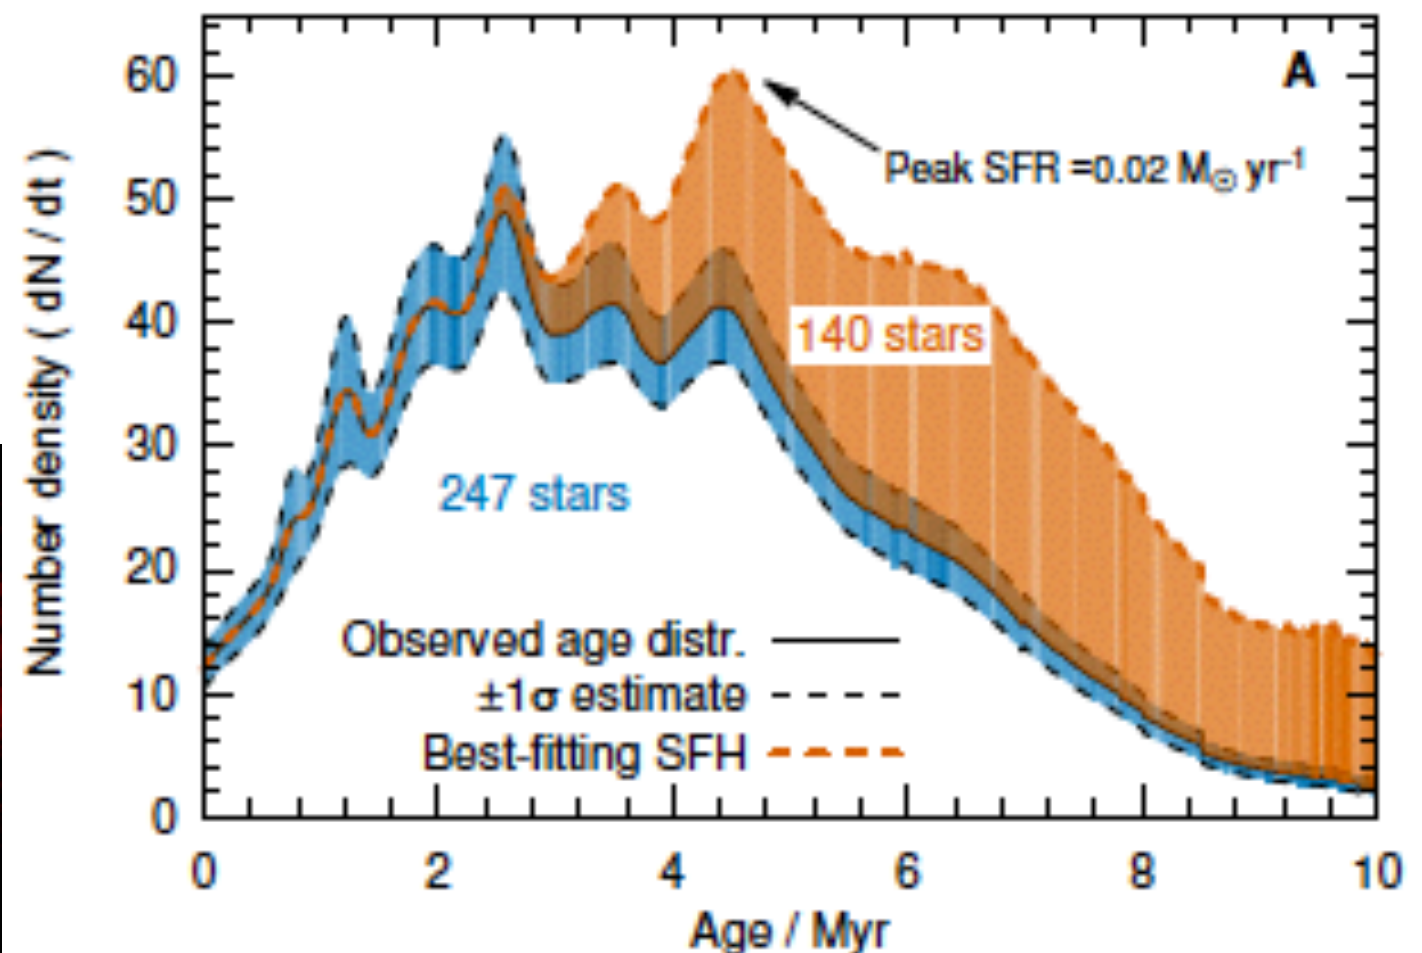 A
Peak SFR =0.02 M☉ yr⁻¹
140 stars
247 stars
Observed age distr.
±1σ estimate
Best-fitting SFH
Number density ( dN / dt )
60
50
40
30
20
10
0
0 2 4 6 8 10
Age / Myr